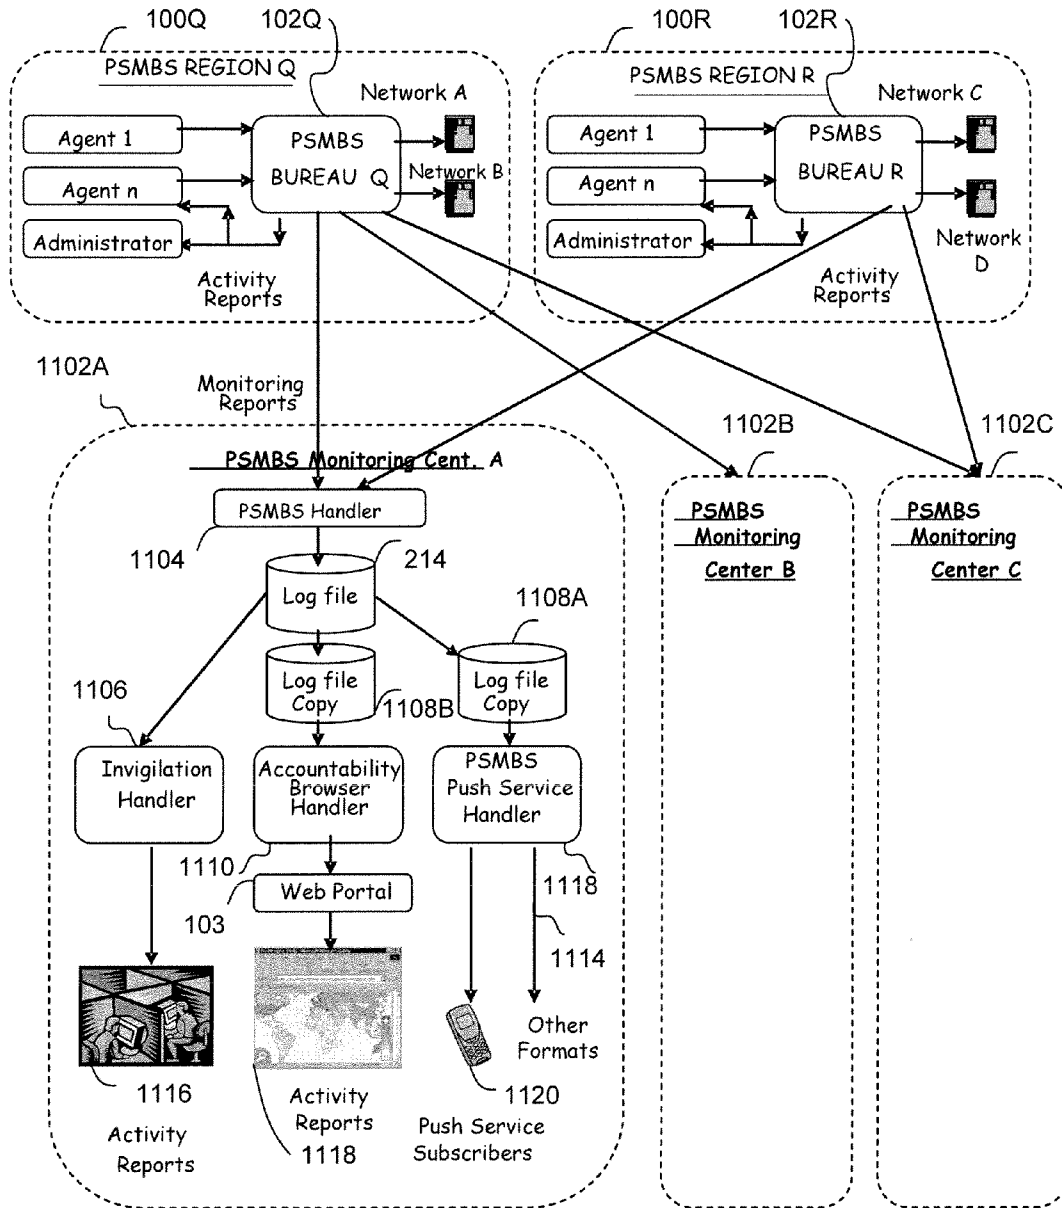 100Q
102Q
100R
102R
PSMBS REGION Q
Network A
Agent 1
PSMBS
BUREAU Q
Network B
Agent n
Administrator
Activity
Reports
PSMBS REGION R
Network C
Agent 1
PSMBS
BUREAU R
Agent n
Administrator
Network
D
Activity
Reports
1102A
Monitoring
Reports
1102B
1102C
PSMBS Monitoring Cent. A
PSMBS Handler
1104
214
Log file
1108A
Log file
Copy
1108B
Log file
Copy
1106
Invigilation
Handler
Accountability
Browser
Handler
PSMBS
Push Service
Handler
1110
1118
Web Portal
103
1114
Other
Formats
1116
Activity
Reports
Activity
Reports
1118
1120
Push Service
Subscribers
PSMBS
Monitoring
Center B
PSMBS
Monitoring
Center C